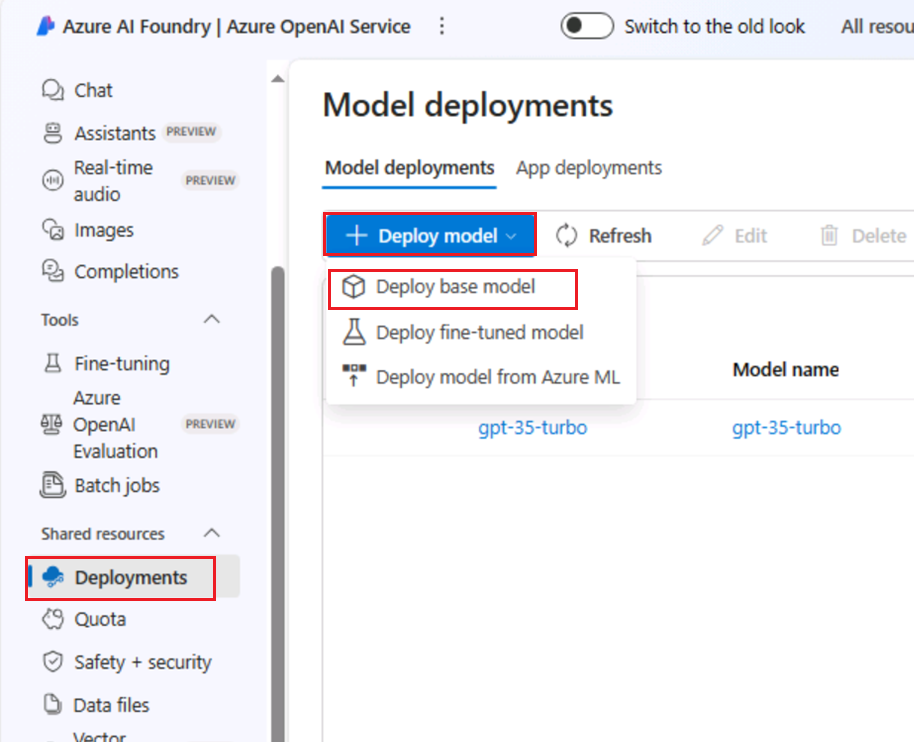 Azure AI Foundry | Azure OpenAI Service
Switch to the old look
All resou
Chat
Assistants PREVIEW
Real-time
audio
PREVIEW
Images
Completions
Tools
Fine-tuning
Azure
OpenAI
Evaluation
PREVIEW
Batch jobs
Shared resources
Deployments
Quota
Safety + security
Data files
Vector
Model deployments
Model deployments App deployments
Deploy model Refresh Edit Delete
Deploy base model
Deploy fine-tuned model
Deploy model from Azure ML
Model name
gpt-35-turbo gpt-35-turbo